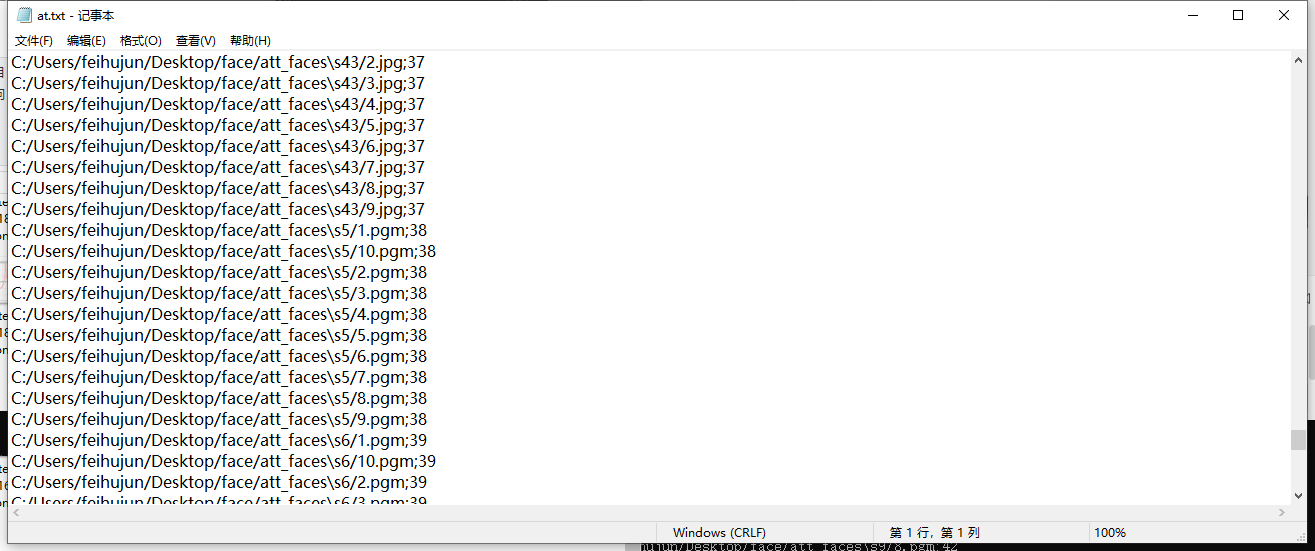 at.txt - 记事本
文件(F) 编辑(E) 格式(O) 查看(V) 帮助(H)
C:/Users/feihujun/Desktop/face/att_faces\s43/2.jpg;37
C:/Users/feihujun/Desktop/face/att_faces\s43/3.jpg;37
C:/Users/feihujun/Desktop/face/att_faces\s43/4.jpg;37
C:/Users/feihujun/Desktop/face/att_faces\s43/5.jpg;37
C:/Users/feihujun/Desktop/face/att_faces\s43/6.jpg;37
C:/Users/feihujun/Desktop/face/att_faces\s43/7.jpg;37
C:/Users/feihujun/Desktop/face/att_faces\s43/8.jpg;37
C:/Users/feihujun/Desktop/face/att_faces\s43/9.jpg;37
C:/Users/feihujun/Desktop/face/att_faces\s5/1.pgm;38
C:/Users/feihujun/Desktop/face/att_faces\s5/10.pgm;38
C:/Users/feihujun/Desktop/face/att_faces\s5/2.pgm;38
C:/Users/feihujun/Desktop/face/att_faces\s5/3.pgm;38
C:/Users/feihujun/Desktop/face/att_faces\s5/4.pgm;38
C:/Users/feihujun/Desktop/face/att_faces\s5/5.pgm;38
C:/Users/feihujun/Desktop/face/att_faces\s5/6.pgm;38
C:/Users/feihujun/Desktop/face/att_faces\s5/7.pgm;38
C:/Users/feihujun/Desktop/face/att_faces\s5/8.pgm;38
C:/Users/feihujun/Desktop/face/att_faces\s5/9.pgm;38
C:/Users/feihujun/Desktop/face/att_faces\s6/1.pgm;39
C:/Users/feihujun/Desktop/face/att_faces\s6/10.pgm;39
C:/Users/feihujun/Desktop/face/att_faces\s6/2.pgm;39
C:/Users/feihujun/Desktop/face/att_faces\s6/3.pgm;39
Windows (CRLF) 第 1 行，第 1 列 100%
hujun/Desktop/face/att_faces\s9/8.pgm;42